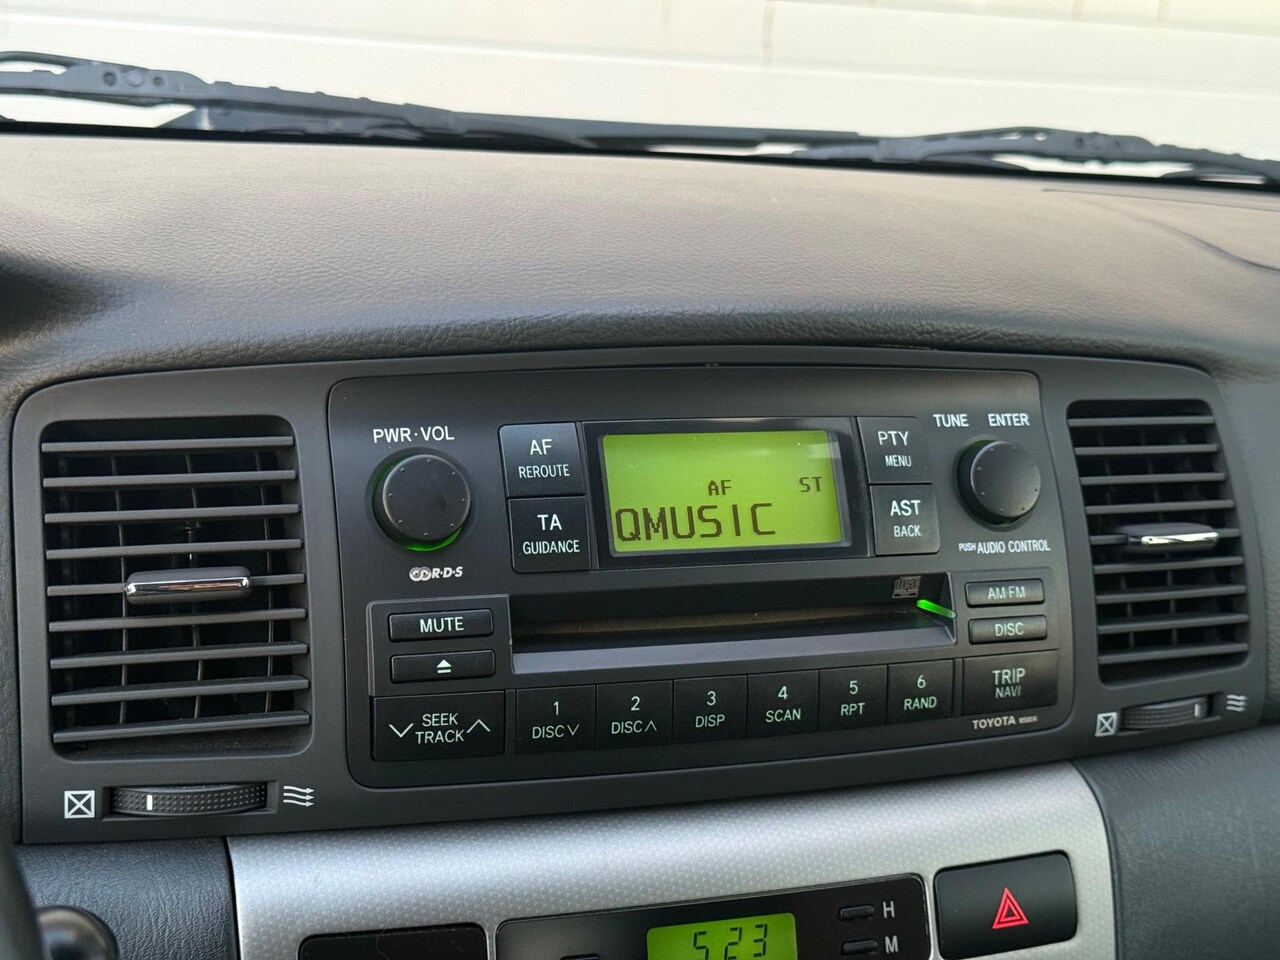 PWR·VOL
AF
REROUTE
TA
GUIDANCE
AF ST
QMUSIC
PTY
MENU
AST
BACK
TUNE ENTER
PUSH AUDIO CONTROL
R·D·S
MUTE
AM·FM
DISC
SEEK
TRACK
1
DISC
2
DISC
3
DISP
4
SCAN
5
RPT
6
RAND
TRIP
NAVI
TOYOTA
5:23
H
M